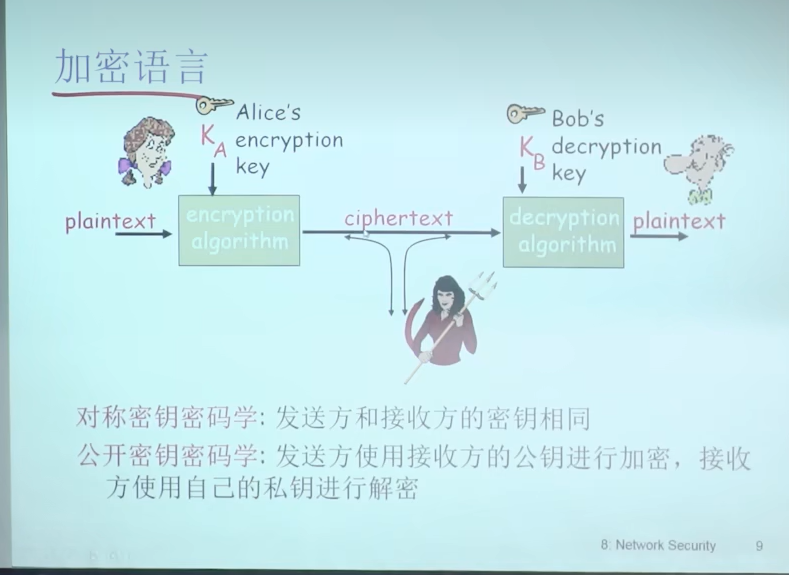 加密语言
Alice's
K_A encryption
key
Bob's
K_B decryption
key
plaintext
encryption
algorithm
ciphertext
decryption
algorithm
plaintext
对称密钥密码学: 发送方和接收方的密钥相同
公开密钥密码学: 发送方使用接收方的公钥进行加密，接收
方使用自己的私钥进行解密
8: Network Security 9